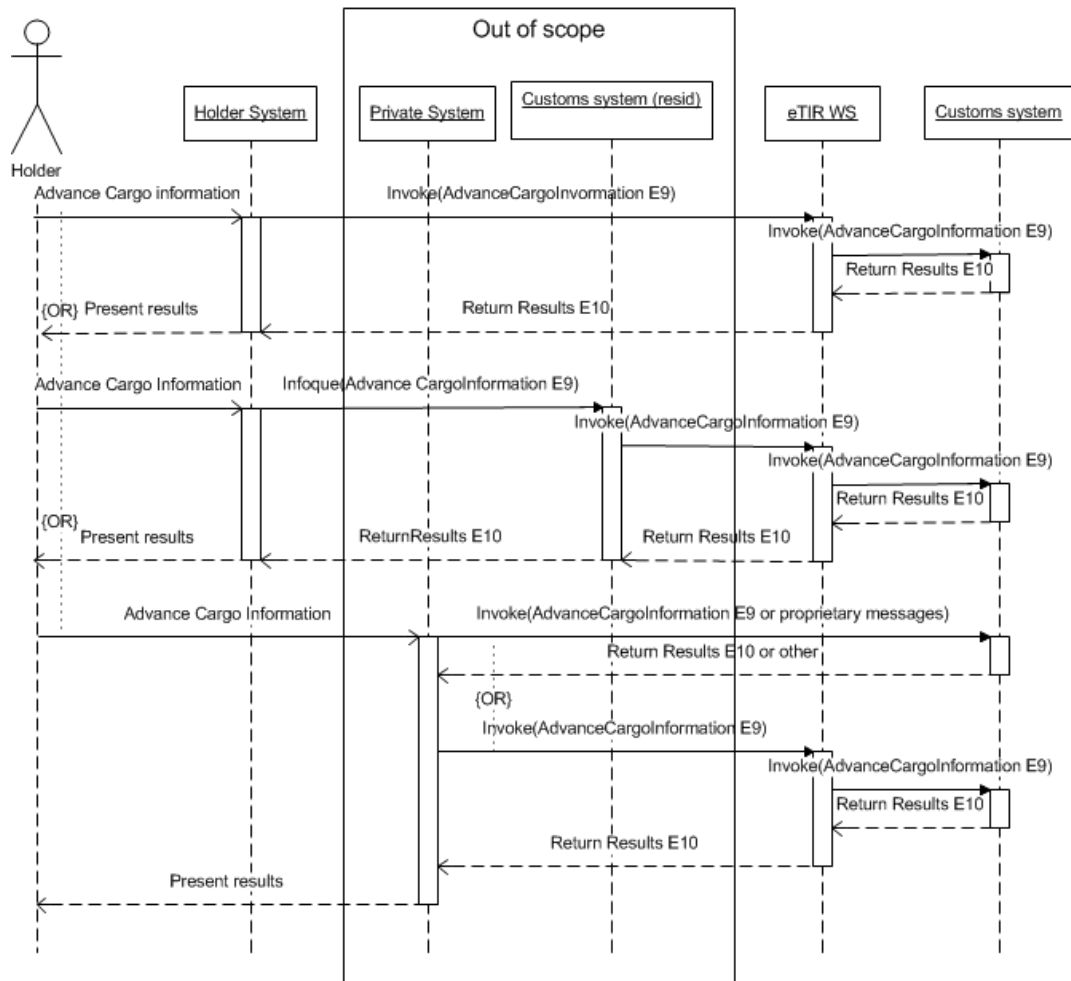 Out of scope
Holder System
Private System
Customs system (resid)
eTIR WS
Customs system
Holder
Advance Cargo information
Invoke(AdvanceCargoInvormation E9)
Invoke(AdvanceCargoInformation E9)
Return Results E10
{OR}
Present results
Return Results E10
Advance Cargo Information
Infoque(Advance CargoInformation E9)
Invoke(AdvanceCargoInformation E9)
Invoke(AdvanceCargoInformation E9)
Return Results E10
{OR}
Present results
ReturnResults E10
Return Results E10
Advance Cargo Information
Invoke(AdvanceCargoInformation E9 or proprietary messages)
Return Results E10 or other
{OR}
Invoke(AdvanceCargoInformation E9)
Invoke(AdvanceCargoInformation E9)
Return Results E10
Return Results E10
Present results